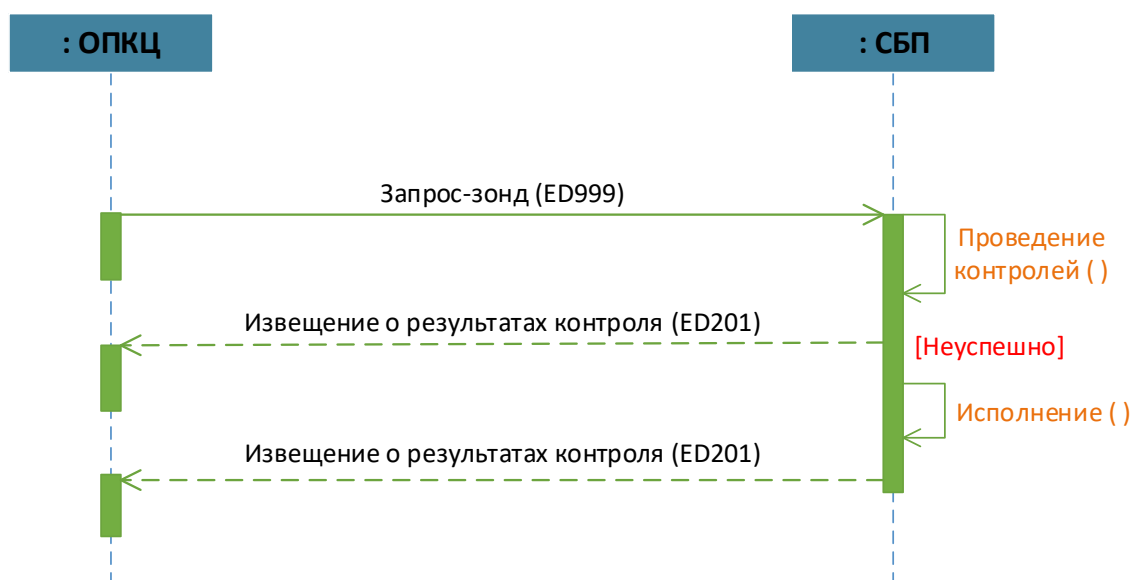 : ОПКЦ
: СБП
Запрос-зонд (ED999)
Проведение
контролей ( )
Извещение о результатах контроля (ED201)
[Неуспешно]
Исполнение ( )
Извещение о результатах контроля (ED201)